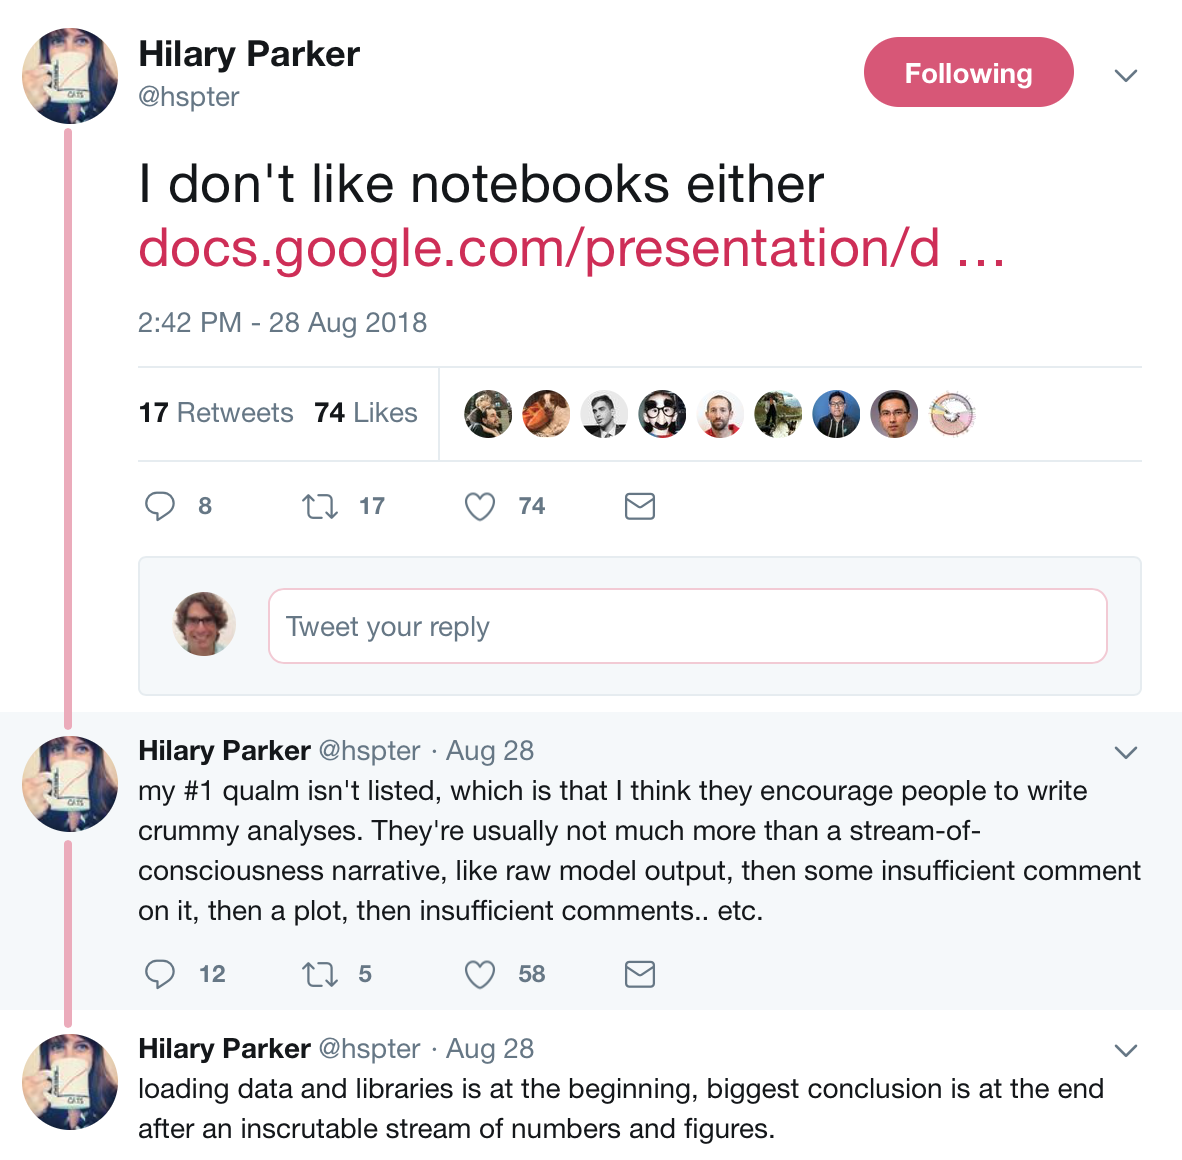 Hilary Parker
@hspter
Following
I don't like notebooks either
docs.google.com/presentation/d …
2:42 PM - 28 Aug 2018
17 Retweets 74 Likes
8 17 74
Tweet your reply
Hilary Parker @hspter · Aug 28
my #1 qualm isn't listed, which is that I think they encourage people to write
crummy analyses. They're usually not much more than a stream-of-
consciousness narrative, like raw model output, then some insufficient comment
on it, then a plot, then insufficient comments.. etc.
12 5 58
Hilary Parker @hspter · Aug 28
loading data and libraries is at the beginning, biggest conclusion is at the end
after an inscrutable stream of numbers and figures.